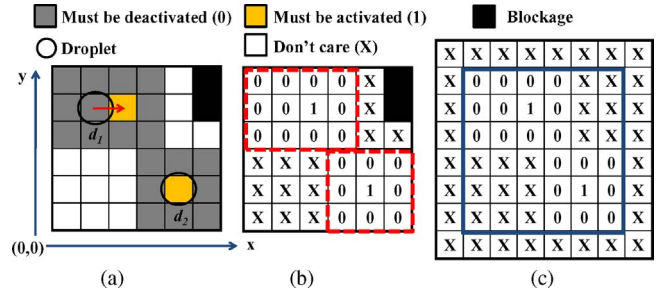 Must be deactivated (0) Must be activated (1) Blockage
Droplet Don't care (X)
y
d1
d2
(0,0) x
0 0 0 0 X
0 0 1 0 X
0 0 0 0 X X
X X X 0 0 0
X X X 0 1 0
X X X 0 0 0
X X X X X X X X
X 0 0 0 0 X X X
X 0 0 1 0 X X X
X 0 0 0 0 X X X
X X X X 0 0 0 X
X X X X 0 1 0 X
X X X X 0 0 0 X
X X X X X X X X
(a) (b) (c)